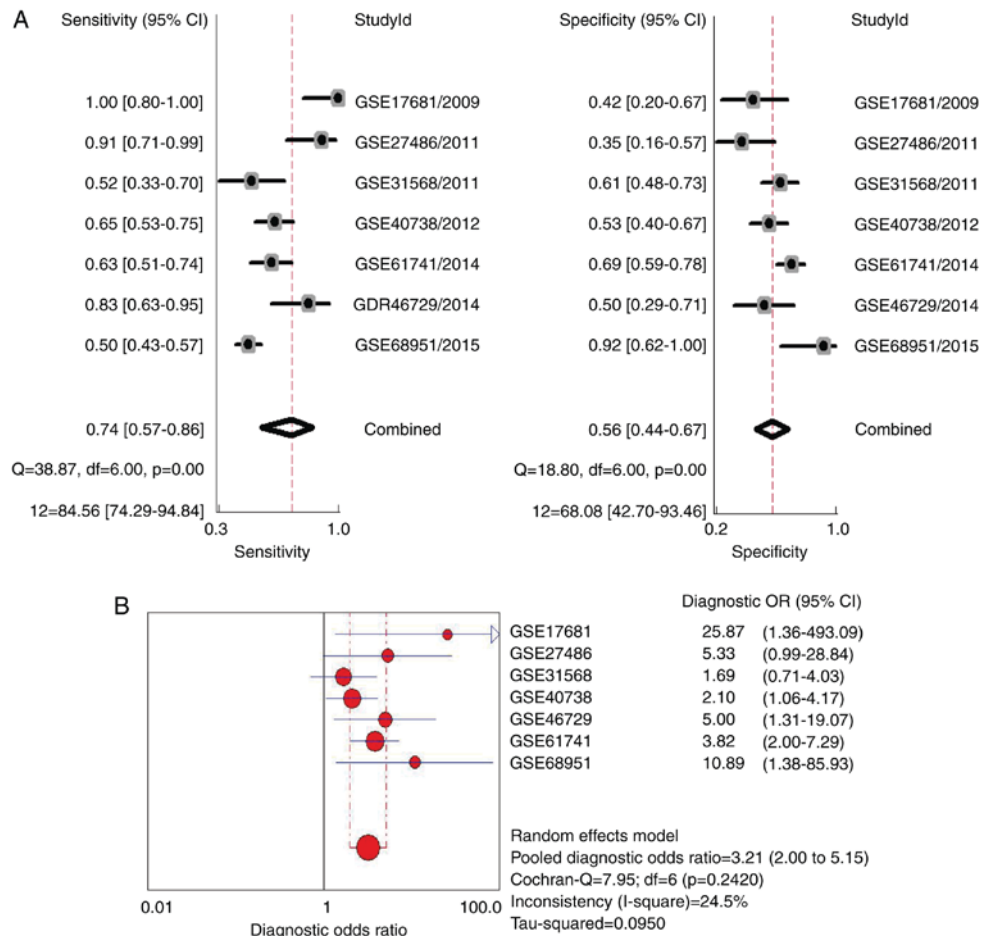 A
Sensitivity (95% CI) StudyId
1.00 [0.80-1.00] GSE17681/2009
0.91 [0.71-0.99] GSE27486/2011
0.52 [0.33-0.70] GSE31568/2011
0.65 [0.53-0.75] GSE40738/2012
0.63 [0.51-0.74] GSE61741/2014
0.83 [0.63-0.95] GDR46729/2014
0.50 [0.43-0.57] GSE68951/2015
0.74 [0.57-0.86] Combined
Q=38.87, df=6.00, p=0.00
12=84.56 [74.29-94.84]
0.3 1.0
Sensitivity
Specificity (95% CI) StudyId
0.42 [0.20-0.67] GSE17681/2009
0.35 [0.16-0.57] GSE27486/2011
0.61 [0.48-0.73] GSE31568/2011
0.53 [0.40-0.67] GSE40738/2012
0.69 [0.59-0.78] GSE61741/2014
0.50 [0.29-0.71] GSE46729/2014
0.92 [0.62-1.00] GSE68951/2015
0.56 [0.44-0.67] Combined
Q=18.80, df=6.00, p=0.00
12=68.08 [42.70-93.46]
0.2 1.0
Specificity
B
Diagnostic OR (95% CI)
GSE17681 25.87 (1.36-493.09)
GSE27486 5.33 (0.99-28.84)
GSE31568 1.69 (0.71-4.03)
GSE40738 2.10 (1.06-4.17)
GSE46729 5.00 (1.31-19.07)
GSE61741 3.82 (2.00-7.29)
GSE68951 10.89 (1.38-85.93)
Random effects model
Pooled diagnostic odds ratio=3.21 (2.00 to 5.15)
Cochran-Q=7.95; df=6 (p=0.2420)
Inconsistency (I-square)=24.5%
Tau-squared=0.0950
0.01 1 100.0
Diagnostic odds ratio